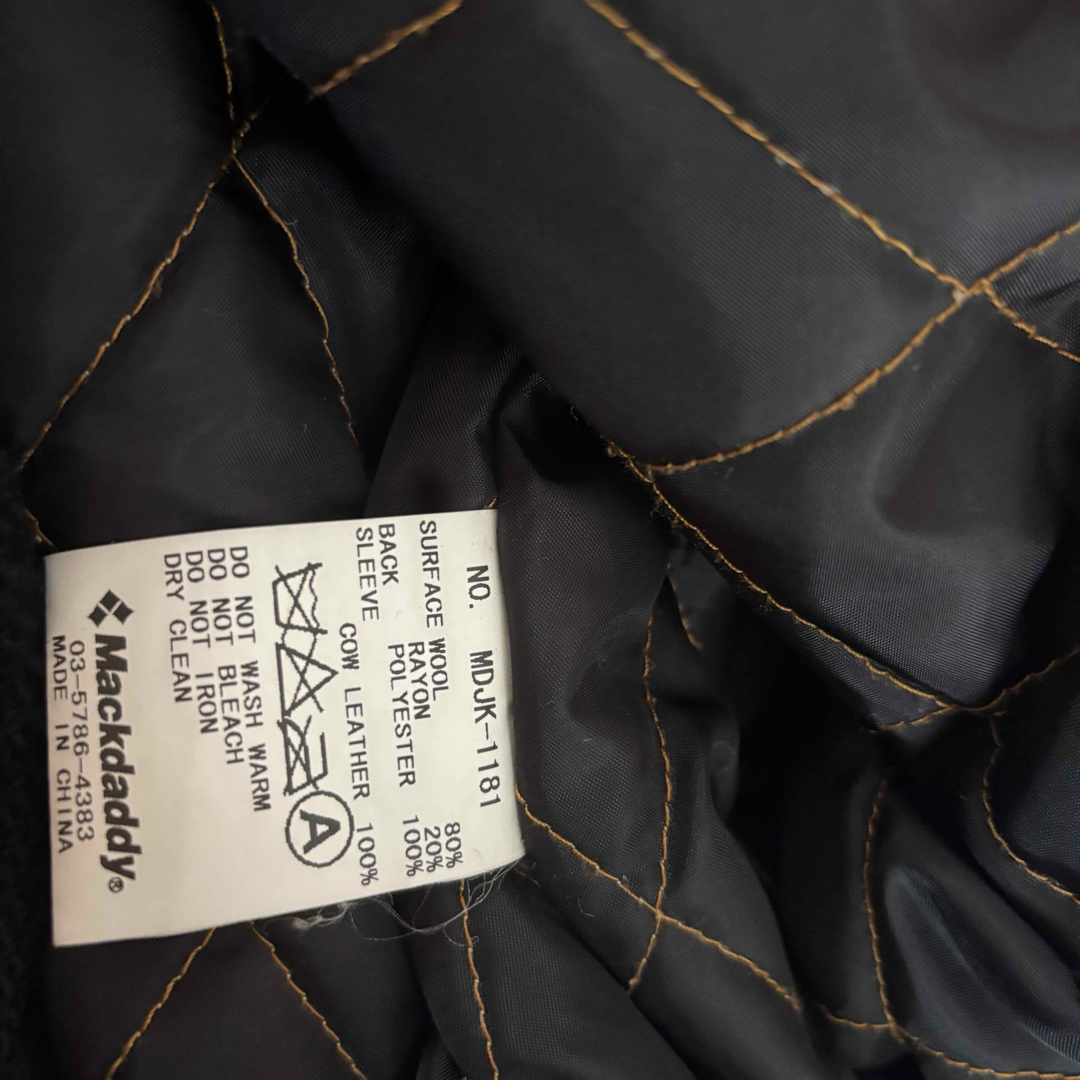 NO. MDJK-1181
SURFACE WOOL 80%
RAYON 20%
BACK POLYESTER 100%
SLEEVE COW LEATHER 100%
A
DO NOT WASH WARM
DO NOT BLEACH
DO NOT IRON
DRY CLEAN
Mackdaddy®
03-5786-4383
MADE IN CHINA